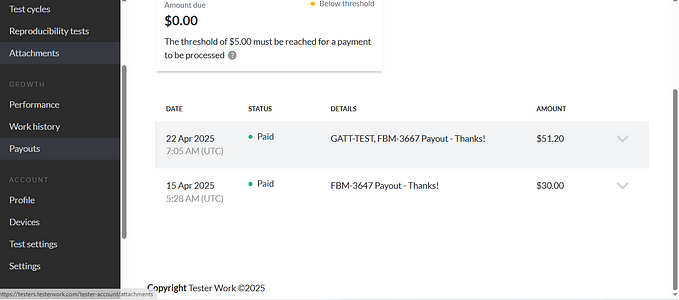 Test cycles
Reproducibility tests
Attachments
GROWTH
Performance
Work history
Payouts
ACCOUNT
Profile
Devices
Test settings
Settings
https://testers.testerwork.com/tester-account/attachments
Amount due
Below threshold
$0.00
The threshold of $5.00 must be reached for a payment
to be processed ?
DATE STATUS DETAILS AMOUNT
22 Apr 2025 Paid GATT-TEST, FBM-3667 Payout - Thanks! $51.20
7:05 AM (UTC)
15 Apr 2025 Paid FBM-3647 Payout - Thanks! $30.00
5:28 AM (UTC)
Copyright Tester Work ©2025